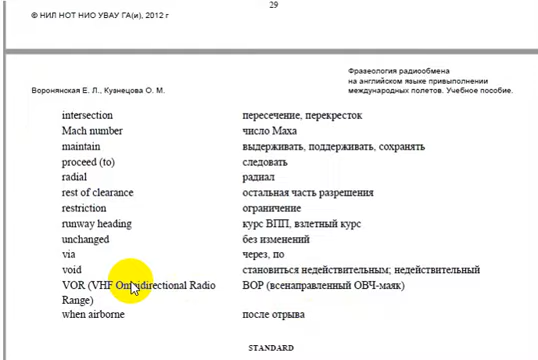 29
© НИЛ НОТ НИО УВАУ ГА(и), 2012 г
Фразеология радиообмена
на английском языке привыполнении
Воронянская Е. Л., Кузнецова О. М. международных полетов. Учебное пособие.
intersection пересечение, перекресток
Mach number число Маха
maintain выдерживать, поддерживать, сохранять
proceed (to) следовать
radial радиал
rest of clearance остальная часть разрешения
restriction ограничение
runway heading курс ВПП, взлетный курс
unchanged без изменений
via через, по
void становиться недействительным; недействительный
VOR (VHF Omnidirectional Radio ВОР (всенаправленный ОВЧ-маяк)
Range)
when airborne после отрыва
STANDARD